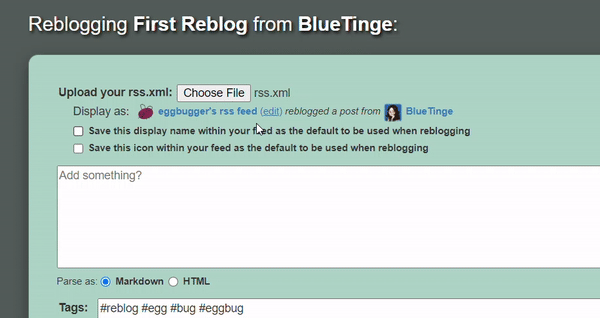 Reblogging First Reblog from BlueTinge:
Upload your rss.xml: Choose File rss.xml
Display as: eggbugger's rss feed (edit) reblogged a post from BlueTinge
Save this display name within your feed as the default to be used when reblogging
Save this icon within your feed as the default to be used when reblogging
Add something?
Parse as: Markdown HTML
Tags: #reblog #egg #bug #eggbug